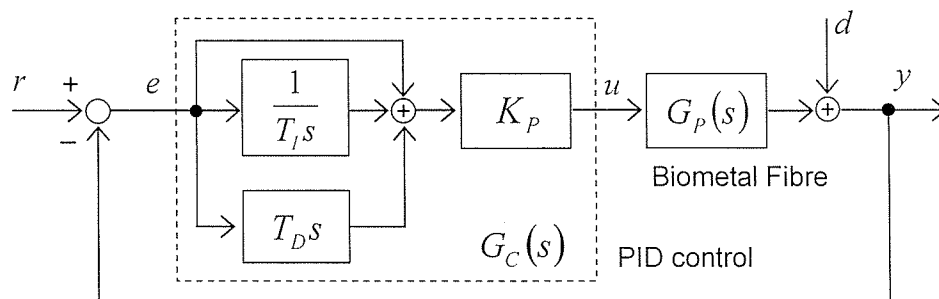 r
+
−
e
1
T_I s
+
K_P
u
G_P(s)
d
+
y
Biometal Fibre
T_D s
G_C(s)
PID control